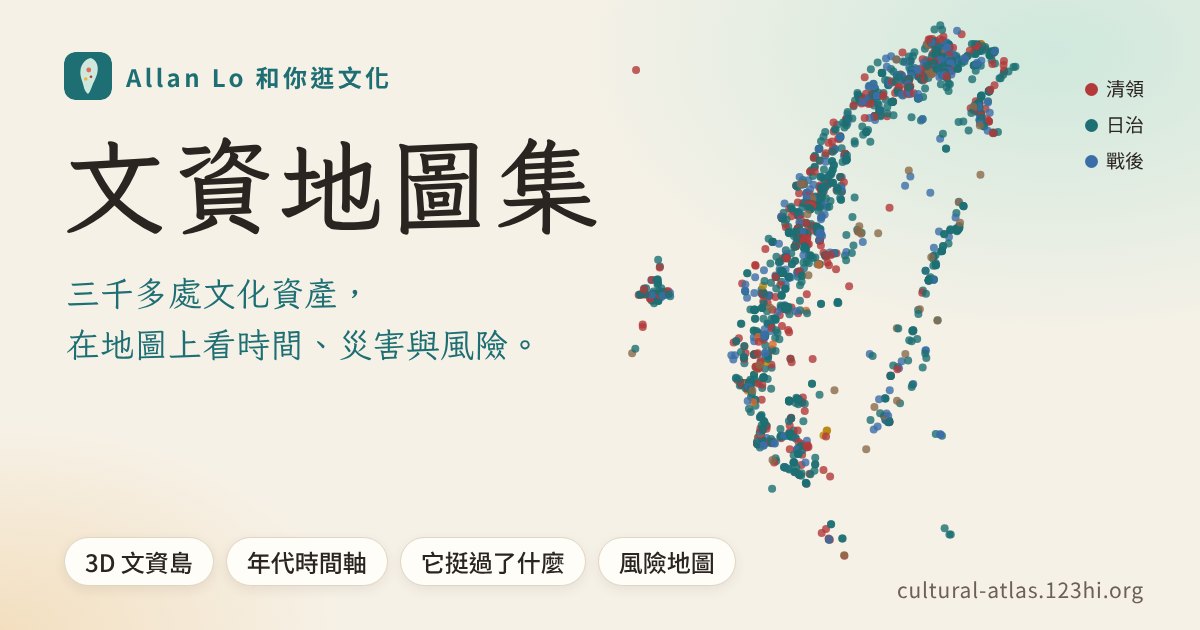 Allan Lo 和你逛文化
文資地圖集
三千多處文化資產，
在地圖上看時間、災害與風險。
清領
日治
戰後
3D 文資島
年代時間軸
它挺過了什麼
風險地圖
cultural-atlas.123hi.org